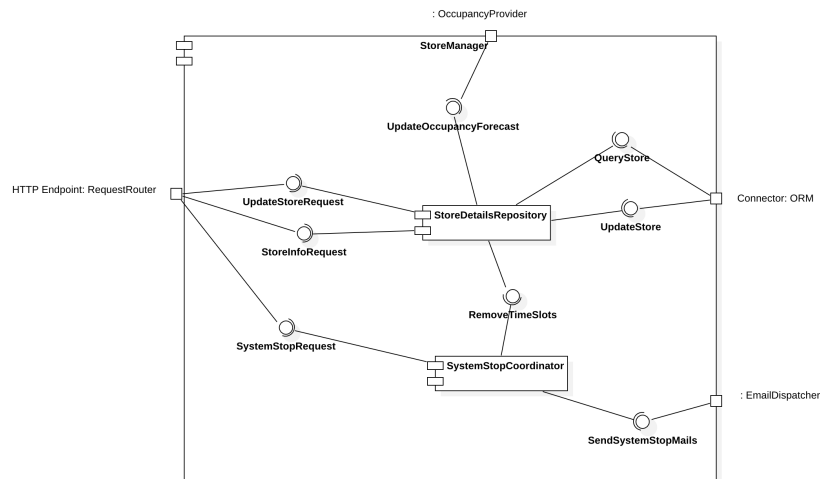 : OccupancyProvider
StoreManager
UpdateOccupancyForecast
QueryStore
HTTP Endpoint: RequestRouter
UpdateStoreRequest
Connector: ORM
StoreDetailsRepository
UpdateStore
StoreInfoRequest
RemoveTimeSlots
SystemStopRequest
SystemStopCoordinator
: EmailDispatcher
SendSystemStopMails